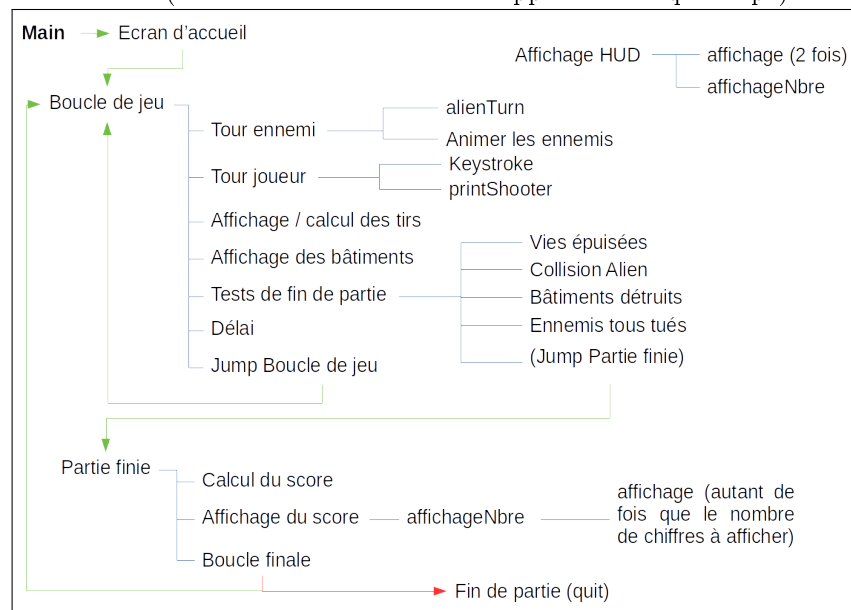 Main Ecran d'accueil
Affichage HUD affichage (2 fois)
affichageNbre
Boucle de jeu
Tour ennemi
alienTurn
Animer les ennemis
Tour joueur
Keystroke
printShooter
Affichage / calcul des tirs
Affichage des bâtiments
Tests de fin de partie
Vies épuisées
Collision Alien
Bâtiments détruits
Ennemis tous tués
(Jump Partie finie)
Délai
Jump Boucle de jeu
Partie finie
Calcul du score
Affichage du score affichageNbre
affichage (autant de
fois que le nombre
de chiffres à afficher)
Boucle finale
Fin de partie (quit)